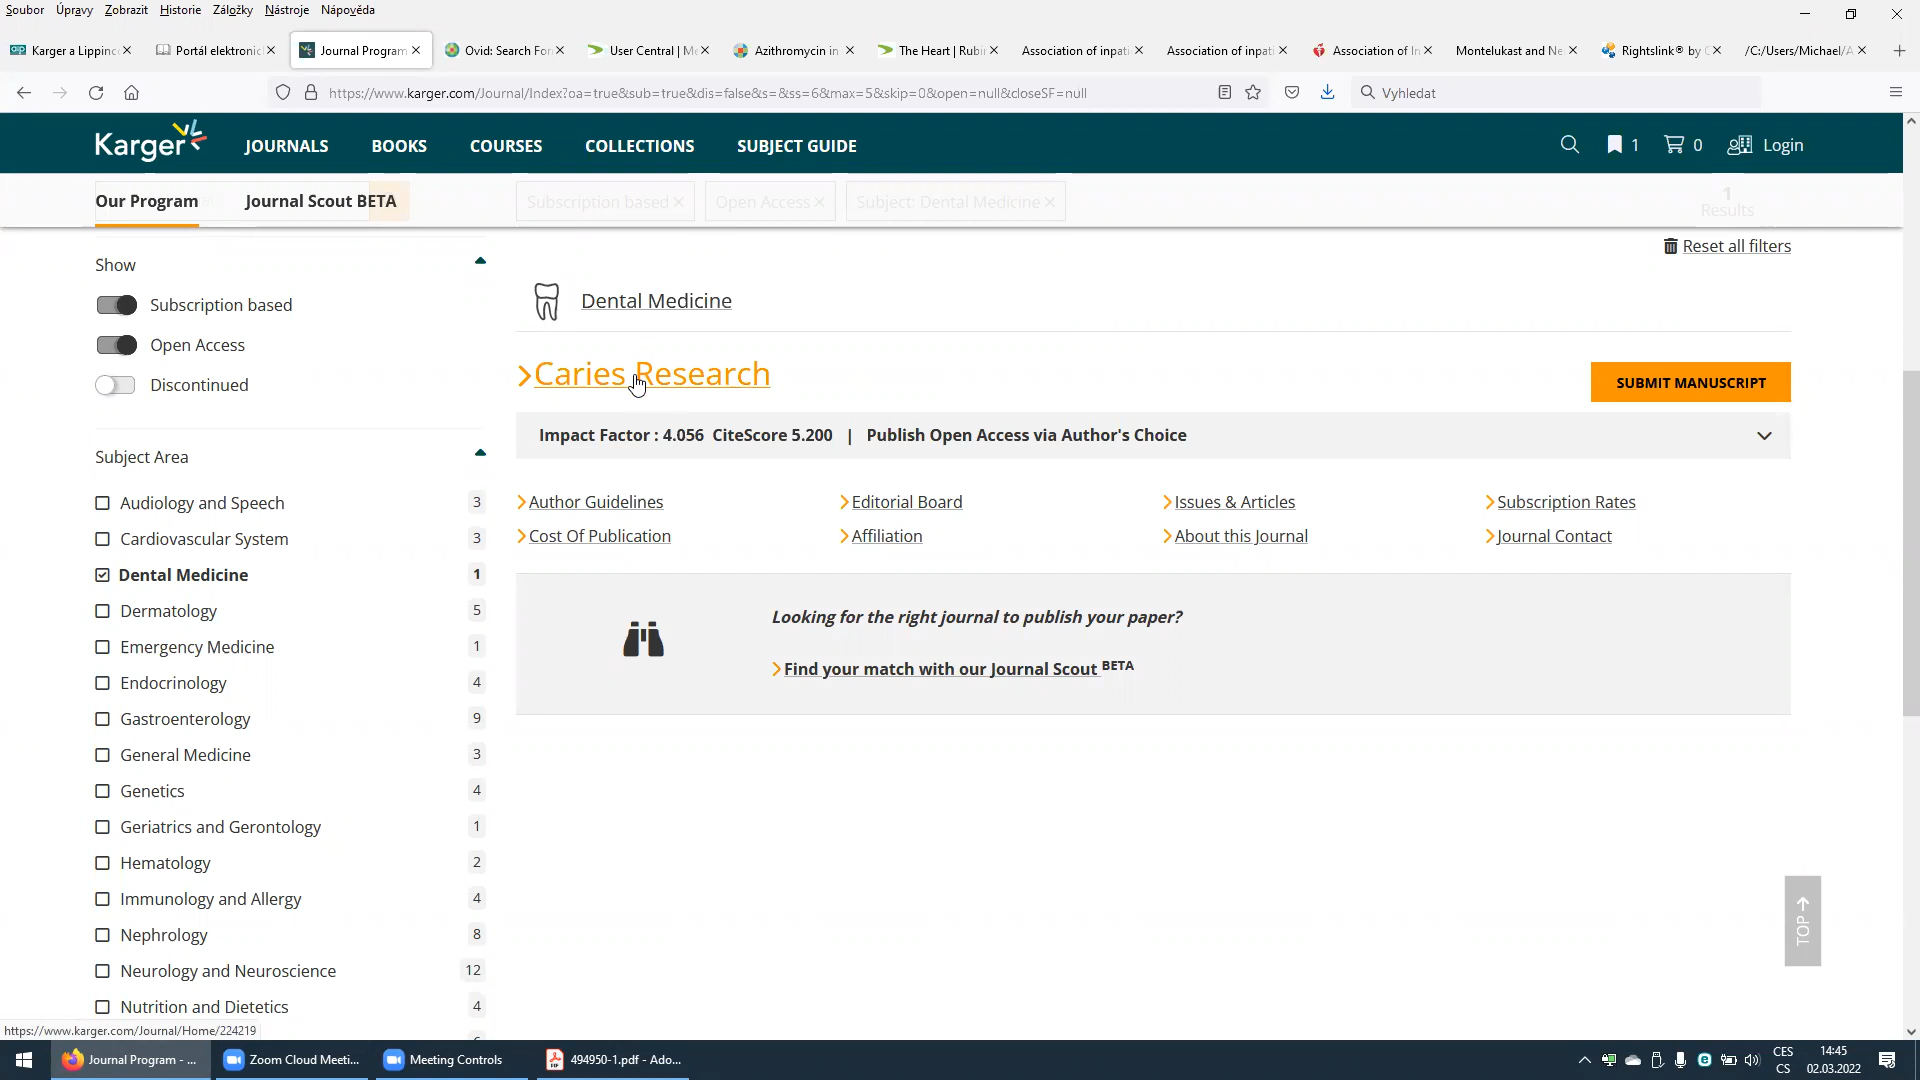 Soubor Úpravy Zobrazit Historie Záložky Nástroje Nápověda
Karger a Lippinc
Portál elektronic
Journal Program
Ovid: Search For
User Central | Me
Azithromycin in
The Heart | Rubin
Association of inpati
Association of inpati
Association of In
Montelukast and Ne
Rightslink® by C
/C:/Users/Michael/A
https://www.karger.com/Journal/Index?oa=true&sub=true&dis=false&s=&ss=6&max=5&skip=0&open=null&closeSF=null
Vyhledat
Karger JOURNALS BOOKS COURSES COLLECTIONS SUBJECT GUIDE 1 0 Login
Our Program Journal Scout BETA Subscription based Open Access Subject: Dental Medicine 1
Results
Reset all filters
Show
Subscription based
Open Access
Discontinued
Subject Area
Audiology and Speech 3
Cardiovascular System 3
Dental Medicine 1
Dermatology 5
Emergency Medicine 1
Endocrinology 4
Gastroenterology 9
General Medicine 3
Genetics 4
Geriatrics and Gerontology 1
Hematology 2
Immunology and Allergy 4
Nephrology 8
Neurology and Neuroscience 12
Nutrition and Dietetics 4
Dental Medicine
Caries Research
SUBMIT MANUSCRIPT
Impact Factor : 4.056 CiteScore 5.200 | Publish Open Access via Author's Choice
Author Guidelines Editorial Board Issues & Articles Subscription Rates
Cost Of Publication Affiliation About this Journal Journal Contact
Looking for the right journal to publish your paper?
Find your match with our Journal Scout BETA
TOP
https://www.karger.com/Journal/Home/224219
Journal Program - ...
Zoom Cloud Meeti...
Meeting Controls
494950-1.pdf - Ado...
CES
CS
14:45
02.03.2022